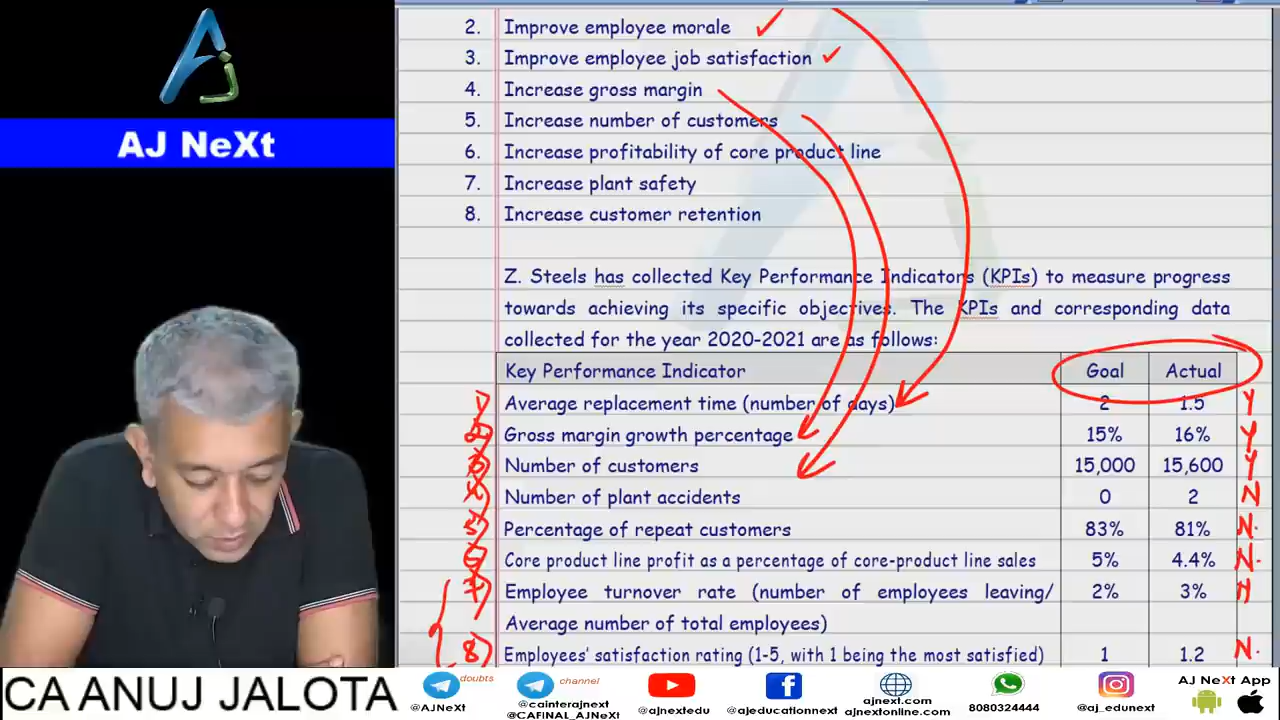 AJ NeXt
2. Improve employee morale
3. Improve employee job satisfaction
4. Increase gross margin
5. Increase number of customers
6. Increase profitability of core product line
7. Increase plant safety
8. Increase customer retention
Z. Steels has collected Key Performance Indicators (KPIs) to measure progress
towards achieving its specific objectives. The KPIs and corresponding data
collected for the year 2020-2021 are as follows:
Key Performance Indicator Goal Actual
1) Average replacement time (number of days) 2 1.5 Y
2) Gross margin growth percentage 15% 16% Y
3) Number of customers 15,000 15,600 Y
4) Number of plant accidents 0 2 N
5) Percentage of repeat customers 83% 81% N.
6) Core product line profit as a percentage of core-product line sales 5% 4.4% N.
7) Employee turnover rate (number of employees leaving/ 2% 3% N
Average number of total employees)
8) Employees' satisfaction rating (1-5, with 1 being the most satisfied) 1 1.2 N.
CA ANUJ JALOTA
doubts
@AJNeXt
channel
@cainterajnext
@CAFINAL_AJNeXt
@ajnextedu
@ajeducationnext
ajnext.com
ajnextonline.com
8080324444
@aj_edunext
AJ NeXt App